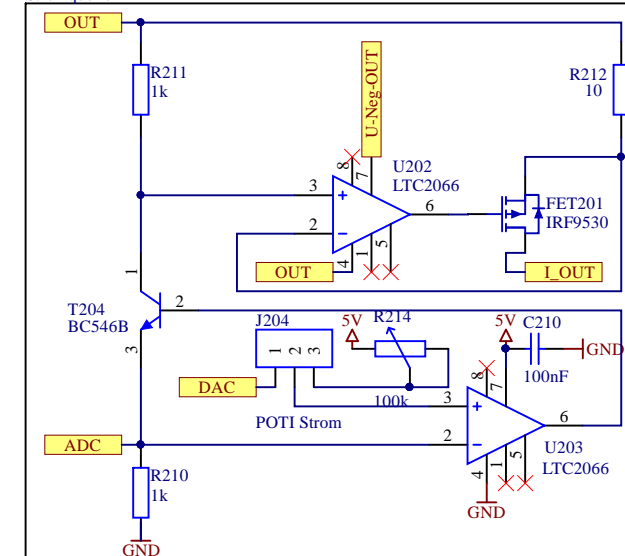 OUT
R211
1k
U-Neg-OUT
R212
10
8
7
U202
LTC2066
3
+
6
2
−
FET201
IRF9530
4
1
5
OUT
I_OUT
1
T204
BC546B
2
3
J204
1 2 3
5V
R214
5V
C210
GND
100nF
DAC
100k
POTI Strom
8
7
3
+
6
2
−
U203
LTC2066
4
1
5
ADC
R210
1k
GND
GND